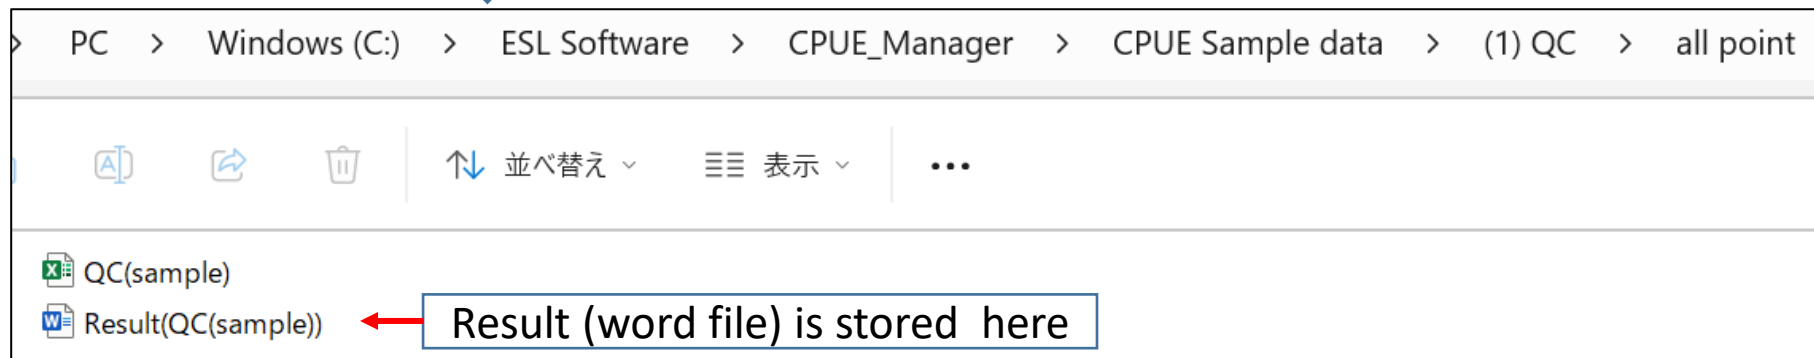 > PC > Windows (C:) > ESL Software > CPUE_Manager > CPUE Sample data > (1) QC > all point
並べ替え 表示 •••
QC(sample)
Result(QC(sample)) Result (word file) is stored here